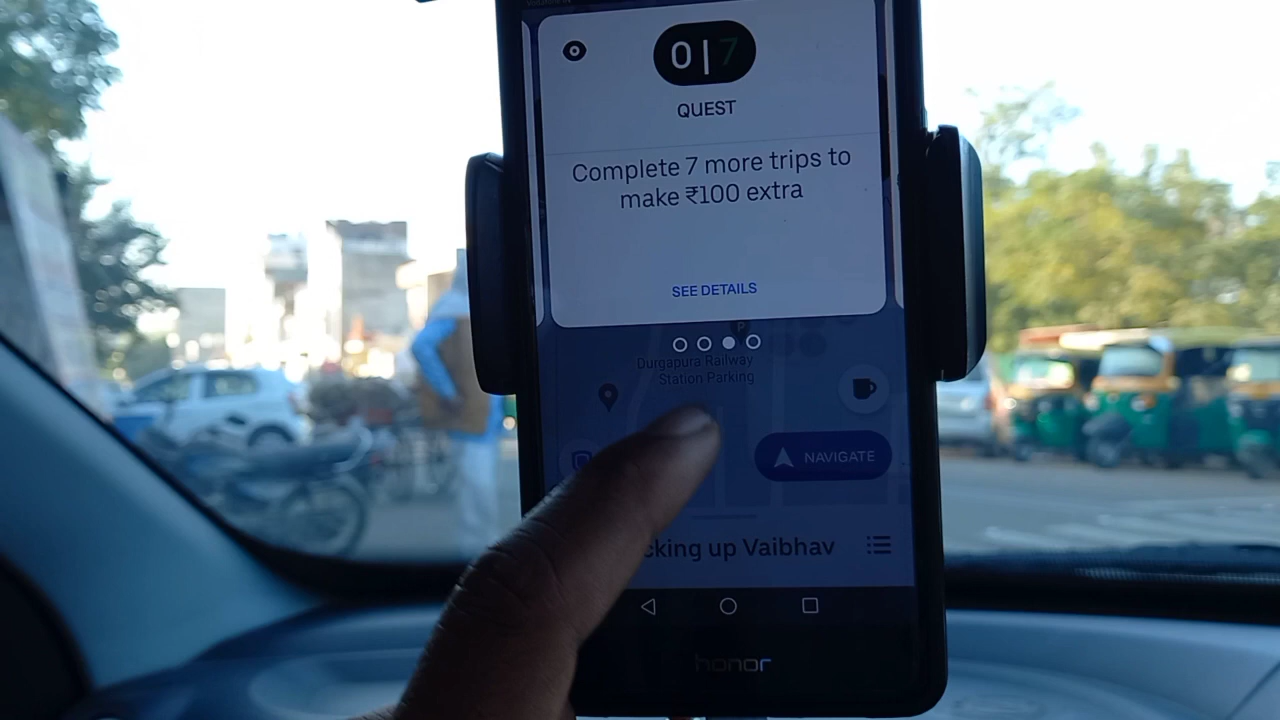 0|7
QUEST
Complete 7 more trips to
make ₹100 extra
SEE DETAILS
P
Durgapura Railway
Station Parking
NAVIGATE
cking up Vaibhav
honor